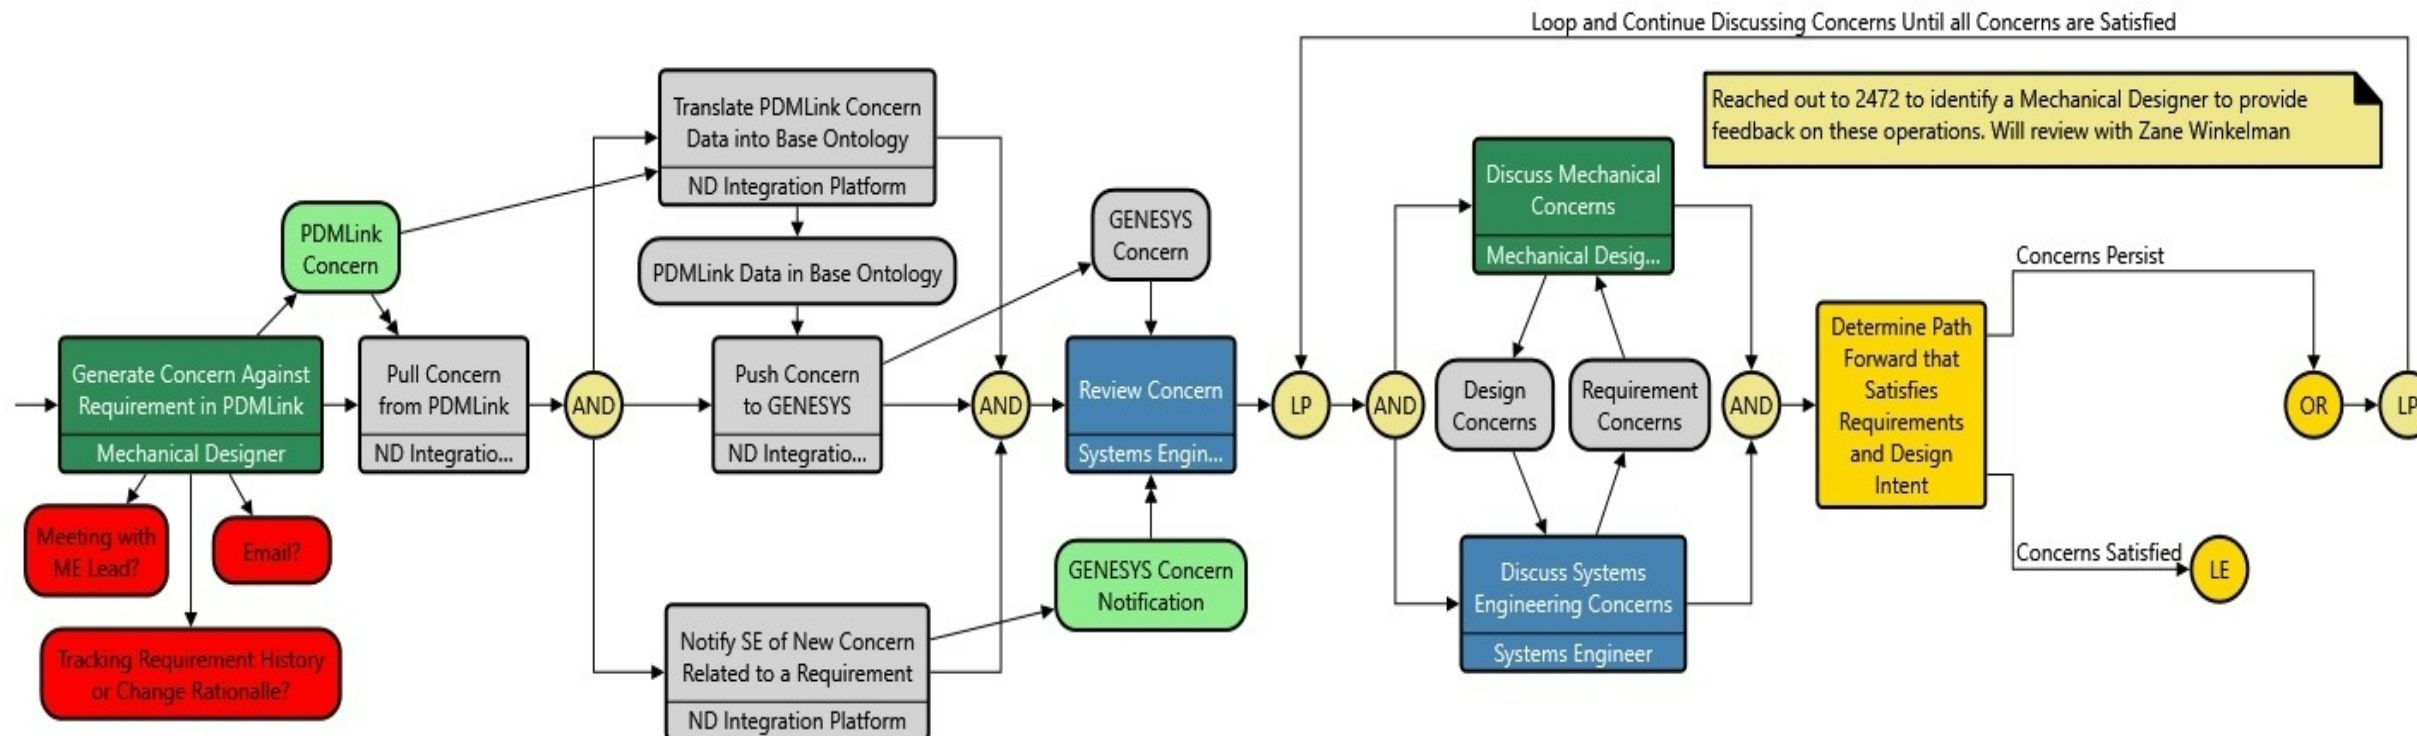 Loop and Continue Discussing Concerns Until all Concerns are Satisfied
Reached out to 2472 to identify a Mechanical Designer to provide
feedback on these operations. Will review with Zane Winkelman
Translate PDMLink Concern
Data into Base Ontology
ND Integration Platform
PDMLink
Concern
PDMLink Data in Base Ontology
GENESYS
Concern
Generate Concern Against
Requirement in PDMLink
Mechanical Designer
Pull Concern
from PDMLink
ND Integratio...
AND
Push Concern
to GENESYS
ND Integratio...
AND
Review Concern
Systems Engin...
LP
AND
Discuss Mechanical
Concerns
Mechanical Desig...
Design
Concerns
Requirement
Concerns
AND
Determine Path
Forward that
Satisfies
Requirements
and Design
Intent
Concerns Persist
OR
LP
Concerns Satisfied
LE
Meeting with
ME Lead?
Email?
Tracking Requirement History
or Change Rationalle?
Notify SE of New Concern
Related to a Requirement
ND Integration Platform
GENESYS Concern
Notification
Discuss Systems
Engineering Concerns
Systems Engineer